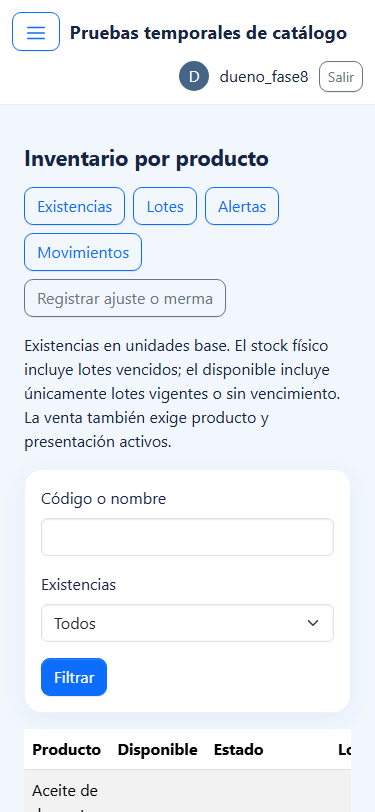 Pruebas temporales de catálogo
D dueno_fase8 Salir
Inventario por producto
Existencias Lotes Alertas
Movimientos
Registrar ajuste o merma
Existencias en unidades base. El stock físico
incluye lotes vencidos; el disponible incluye
únicamente lotes vigentes o sin vencimiento.
La venta también exige producto y
presentación activos.
Código o nombre
Existencias
Todos
Filtrar
Producto Disponible Estado
Aceite de